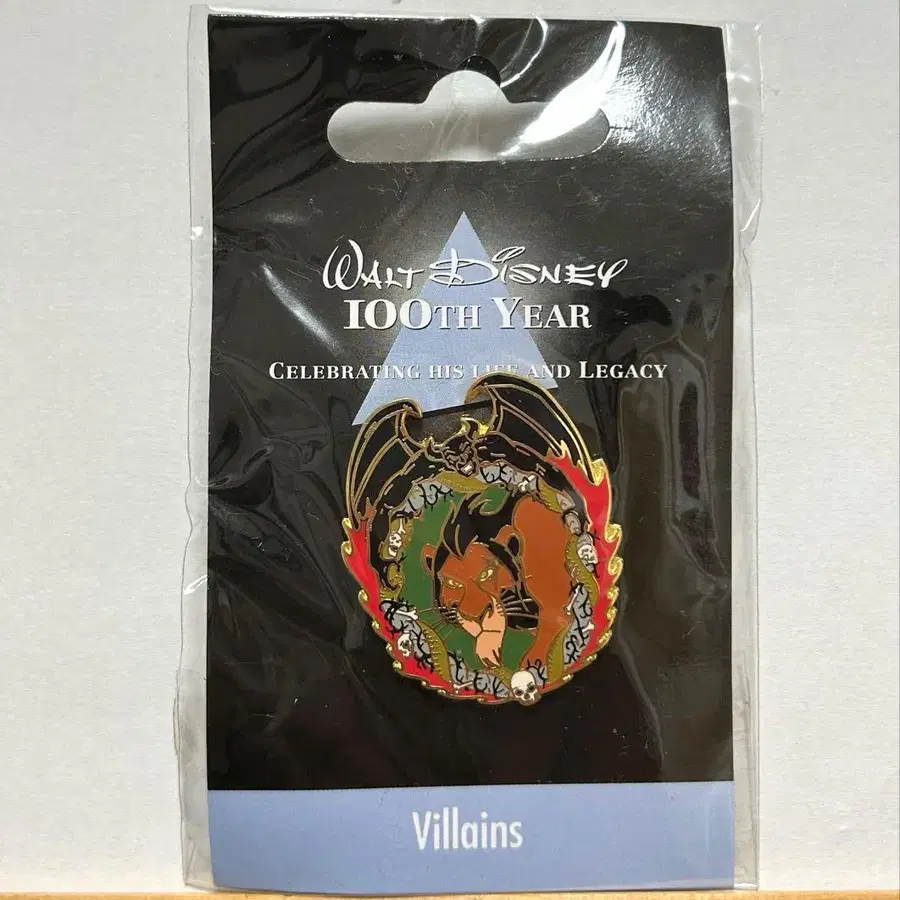 WALT DISNEY
100TH YEAR
CELEBRATING HIS LIFE AND LEGACY
Villains